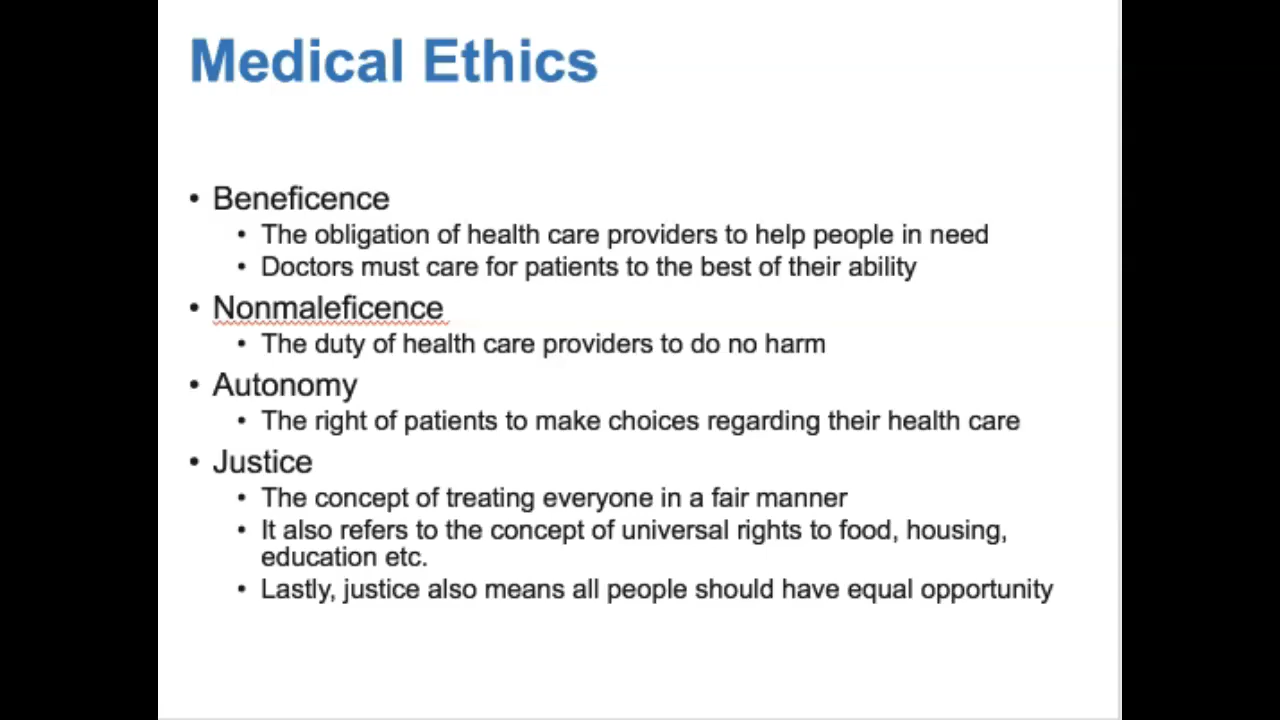 Medical Ethics
• Beneficence
• The obligation of health care providers to help people in need
• Doctors must care for patients to the best of their ability
• Nonmaleficence
• The duty of health care providers to do no harm
• Autonomy
• The right of patients to make choices regarding their health care
• Justice
• The concept of treating everyone in a fair manner
• It also refers to the concept of universal rights to food, housing,
education etc.
• Lastly, justice also means all people should have equal opportunity